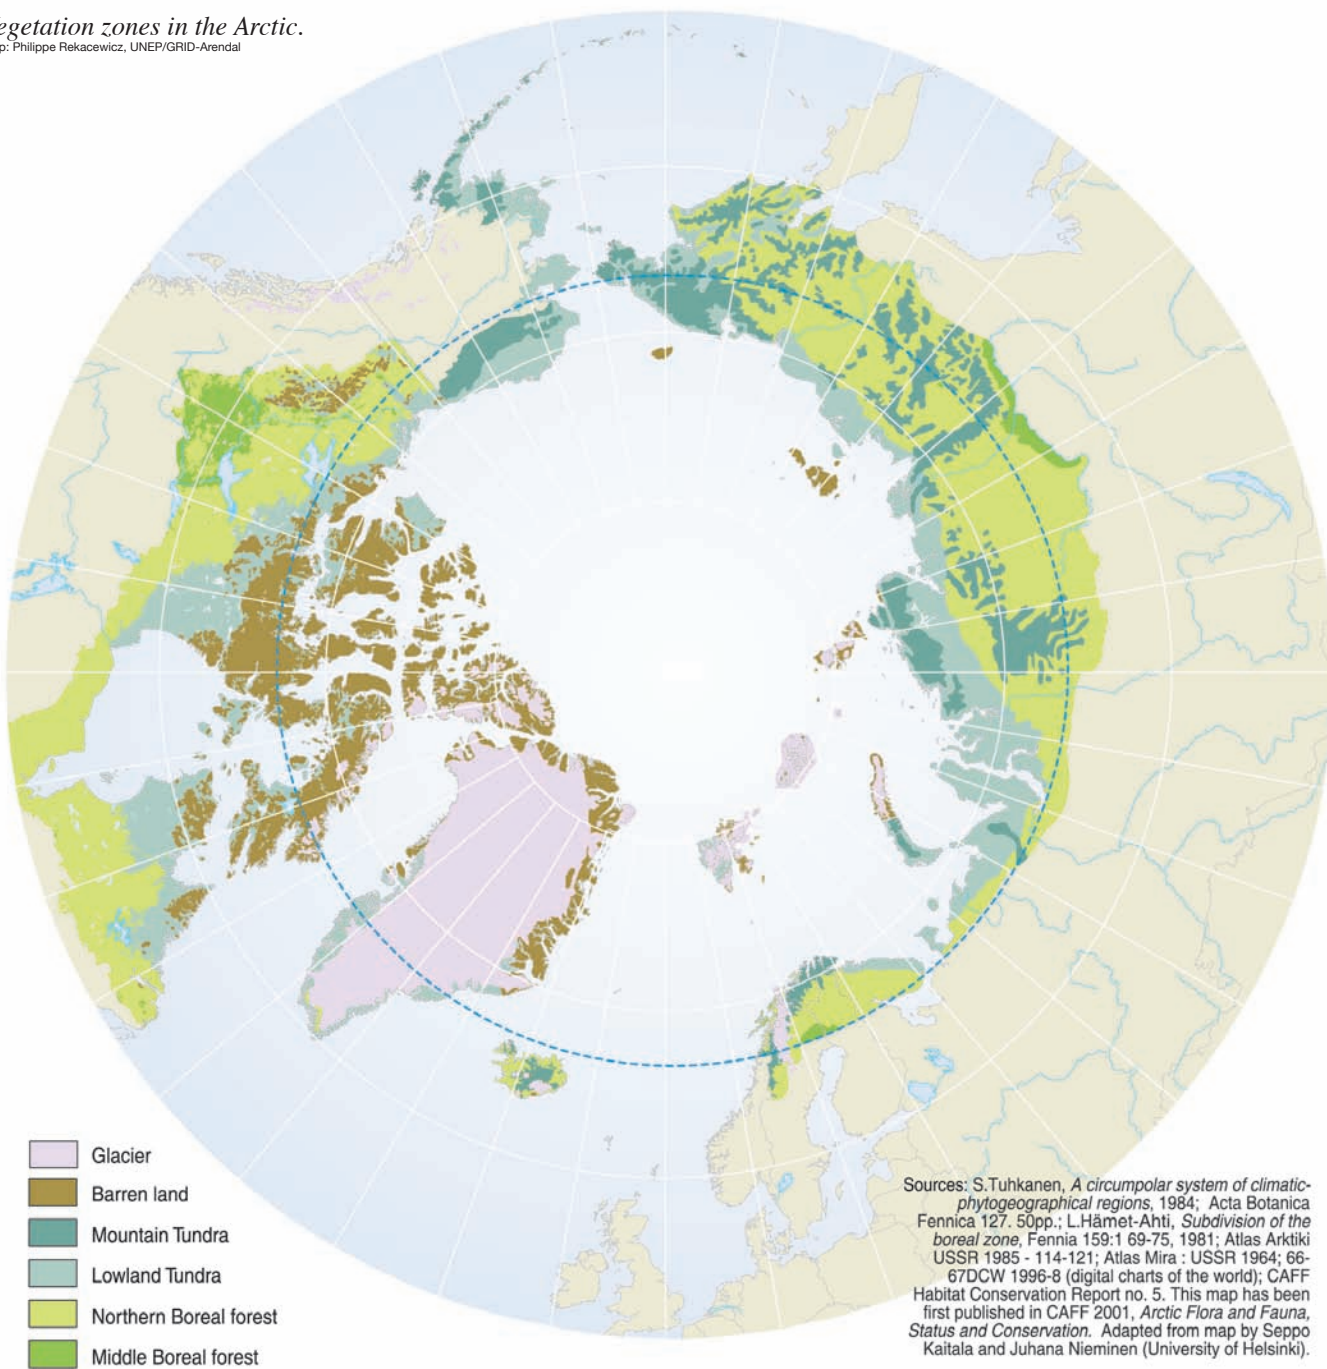 egetation zones in the Arctic.
p: Philippe Rekacewicz, UNEP/GRID-Arendal
Glacier
Barren land
Mountain Tundra
Lowland Tundra
Northern Boreal forest
Middle Boreal forest
Sources: S.Tuhkanen, A circumpolar system of climatic-
phytogeographical regions, 1984; Acta Botanica
Fennica 127. 50pp.; L.Hämet-Ahti, Subdivision of the
boreal zone, Fennia 159:1 69-75, 1981; Atlas Arktiki
USSR 1985 - 114-121; Atlas Mira : USSR 1964; 66-
67DCW 1996-8 (digital charts of the world); CAFF
Habitat Conservation Report no. 5. This map has been
first published in CAFF 2001, Arctic Flora and Fauna,
Status and Conservation. Adapted from map by Seppo
Kaitala and Juhana Nieminen (University of Helsinki).